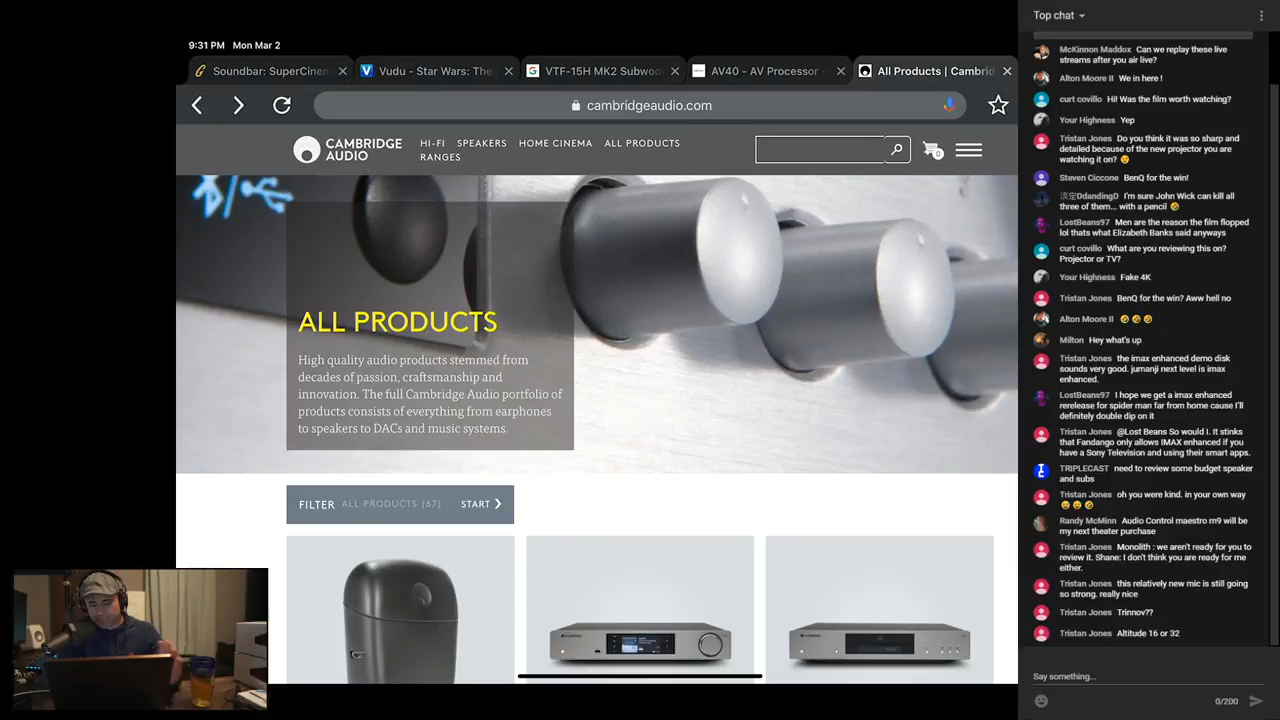 9:31 PM Mon Mar 2
Soundbar: SuperCinem
Vudu - Star Wars: The
VTF-15H MK2 Subwoo
AV40 - AV Processor -
All Products | Cambrid
cambridgeaudio.com
CAMBRIDGE
AUDIO
HI-FI SPEAKERS HOME CINEMA ALL PRODUCTS
RANGES
0
ALL PRODUCTS
High quality audio products stemmed from
decades of passion, craftsmanship and
innovation. The full Cambridge Audio portfolio of
products consists of everything from earphones
to speakers to DACs and music systems.
FILTER ALL PRODUCTS (67) START
Top chat
McKinnon Maddox Can we replay these live
streams after you air live?
Alton Moore II We in here !
curt covillo Hi! Was the film worth watching?
Your Highness Yep
Tristan Jones Do you think it was so sharp and
detailed because of the new projector you are
watching it on? 😉
Steven Ciccone BenQ for the win!
淡定DdandingD I'm sure John Wick can kill all
three of them... with a pencil 🤣
LostBeans97 Men are the reason the film flopped
lol thats what Elizabeth Banks said anyways
curt covillo What are you reviewing this on?
Projector or TV?
Your Highness Fake 4K
Tristan Jones BenQ for the win? Aww hell no
Alton Moore II 🤣🤣🤣
Milton Hey what's up
Tristan Jones the imax enhanced demo disk
sounds very good. jumanji next level is imax
enhanced.
LostBeans97 I hope we get a imax enhanced
rerelease for spider man far from home cause I'll
definitely double dip on it
Tristan Jones @Lost Beans So would I. It stinks
that Fandango only allows IMAX enhanced if you
have a Sony Television and using their smart apps.
TRIPLECAST need to review some budget speaker
and subs
Tristan Jones oh you were kind. in your own way
😅😅🤣
Randy McMinn Audio Control maestro m9 will be
my next theater purchase
Tristan Jones Monolith : we aren't ready for you to
review it. Shane: I don't think you are ready for me
either.
Tristan Jones this relatively new mic is still going
so strong. really nice
Tristan Jones Trinnov??
Tristan Jones Altitude 16 or 32
Say something...
0/200